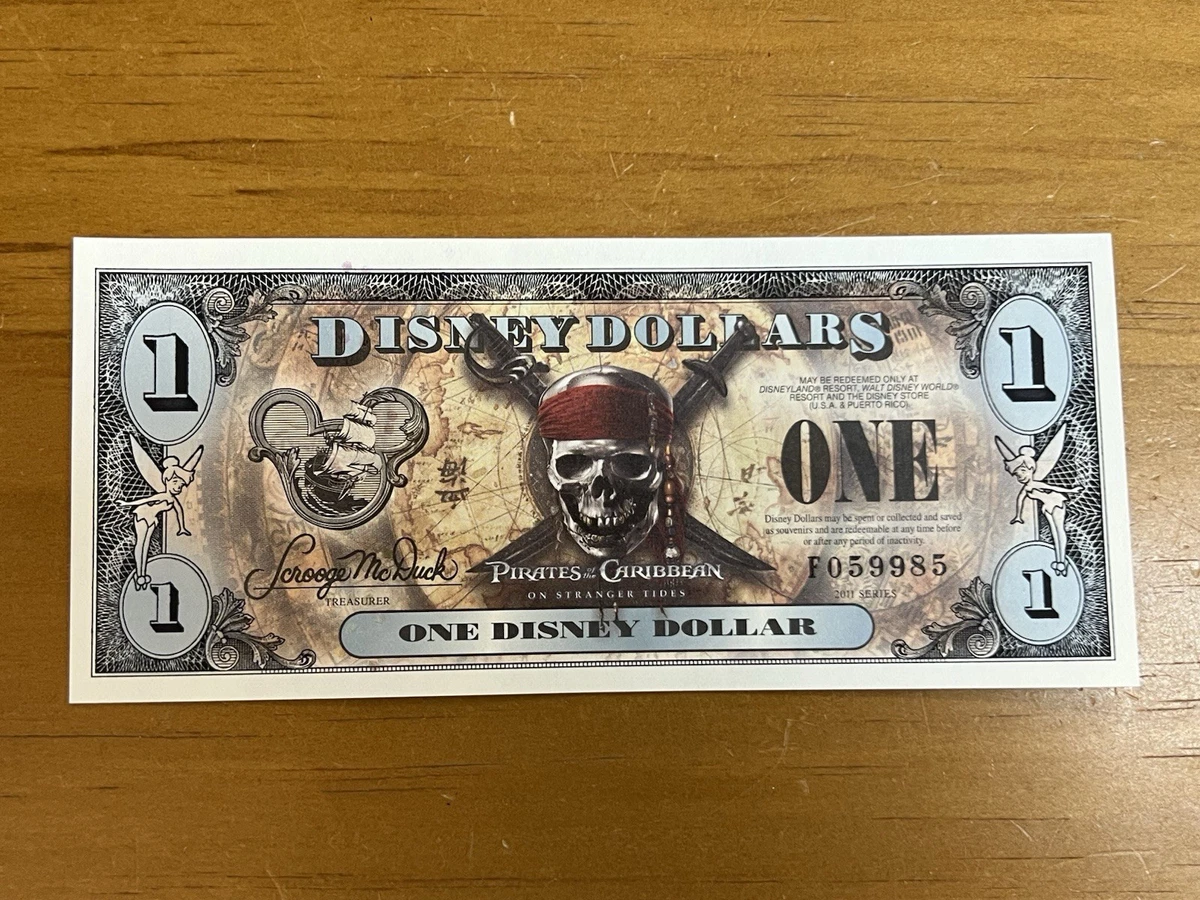 DISNEY DOLLARS
1
1
MAY BE REDEEMED ONLY AT
DISNEYLAND® RESORT, WALT DISNEY WORLD®
RESORT AND THE DISNEY STORE
(U.S.A. & PUERTO RICO).
ONE
Disney Dollars may be spent or collected and saved
as souvenirs and are redeemable at any time before
or after any period of inactivity.
F059985
2011 SERIES
Scrooge McDuck
TREASURER
PIRATES of the CARIBBEAN
ON STRANGER TIDES
1
1
ONE DISNEY DOLLAR